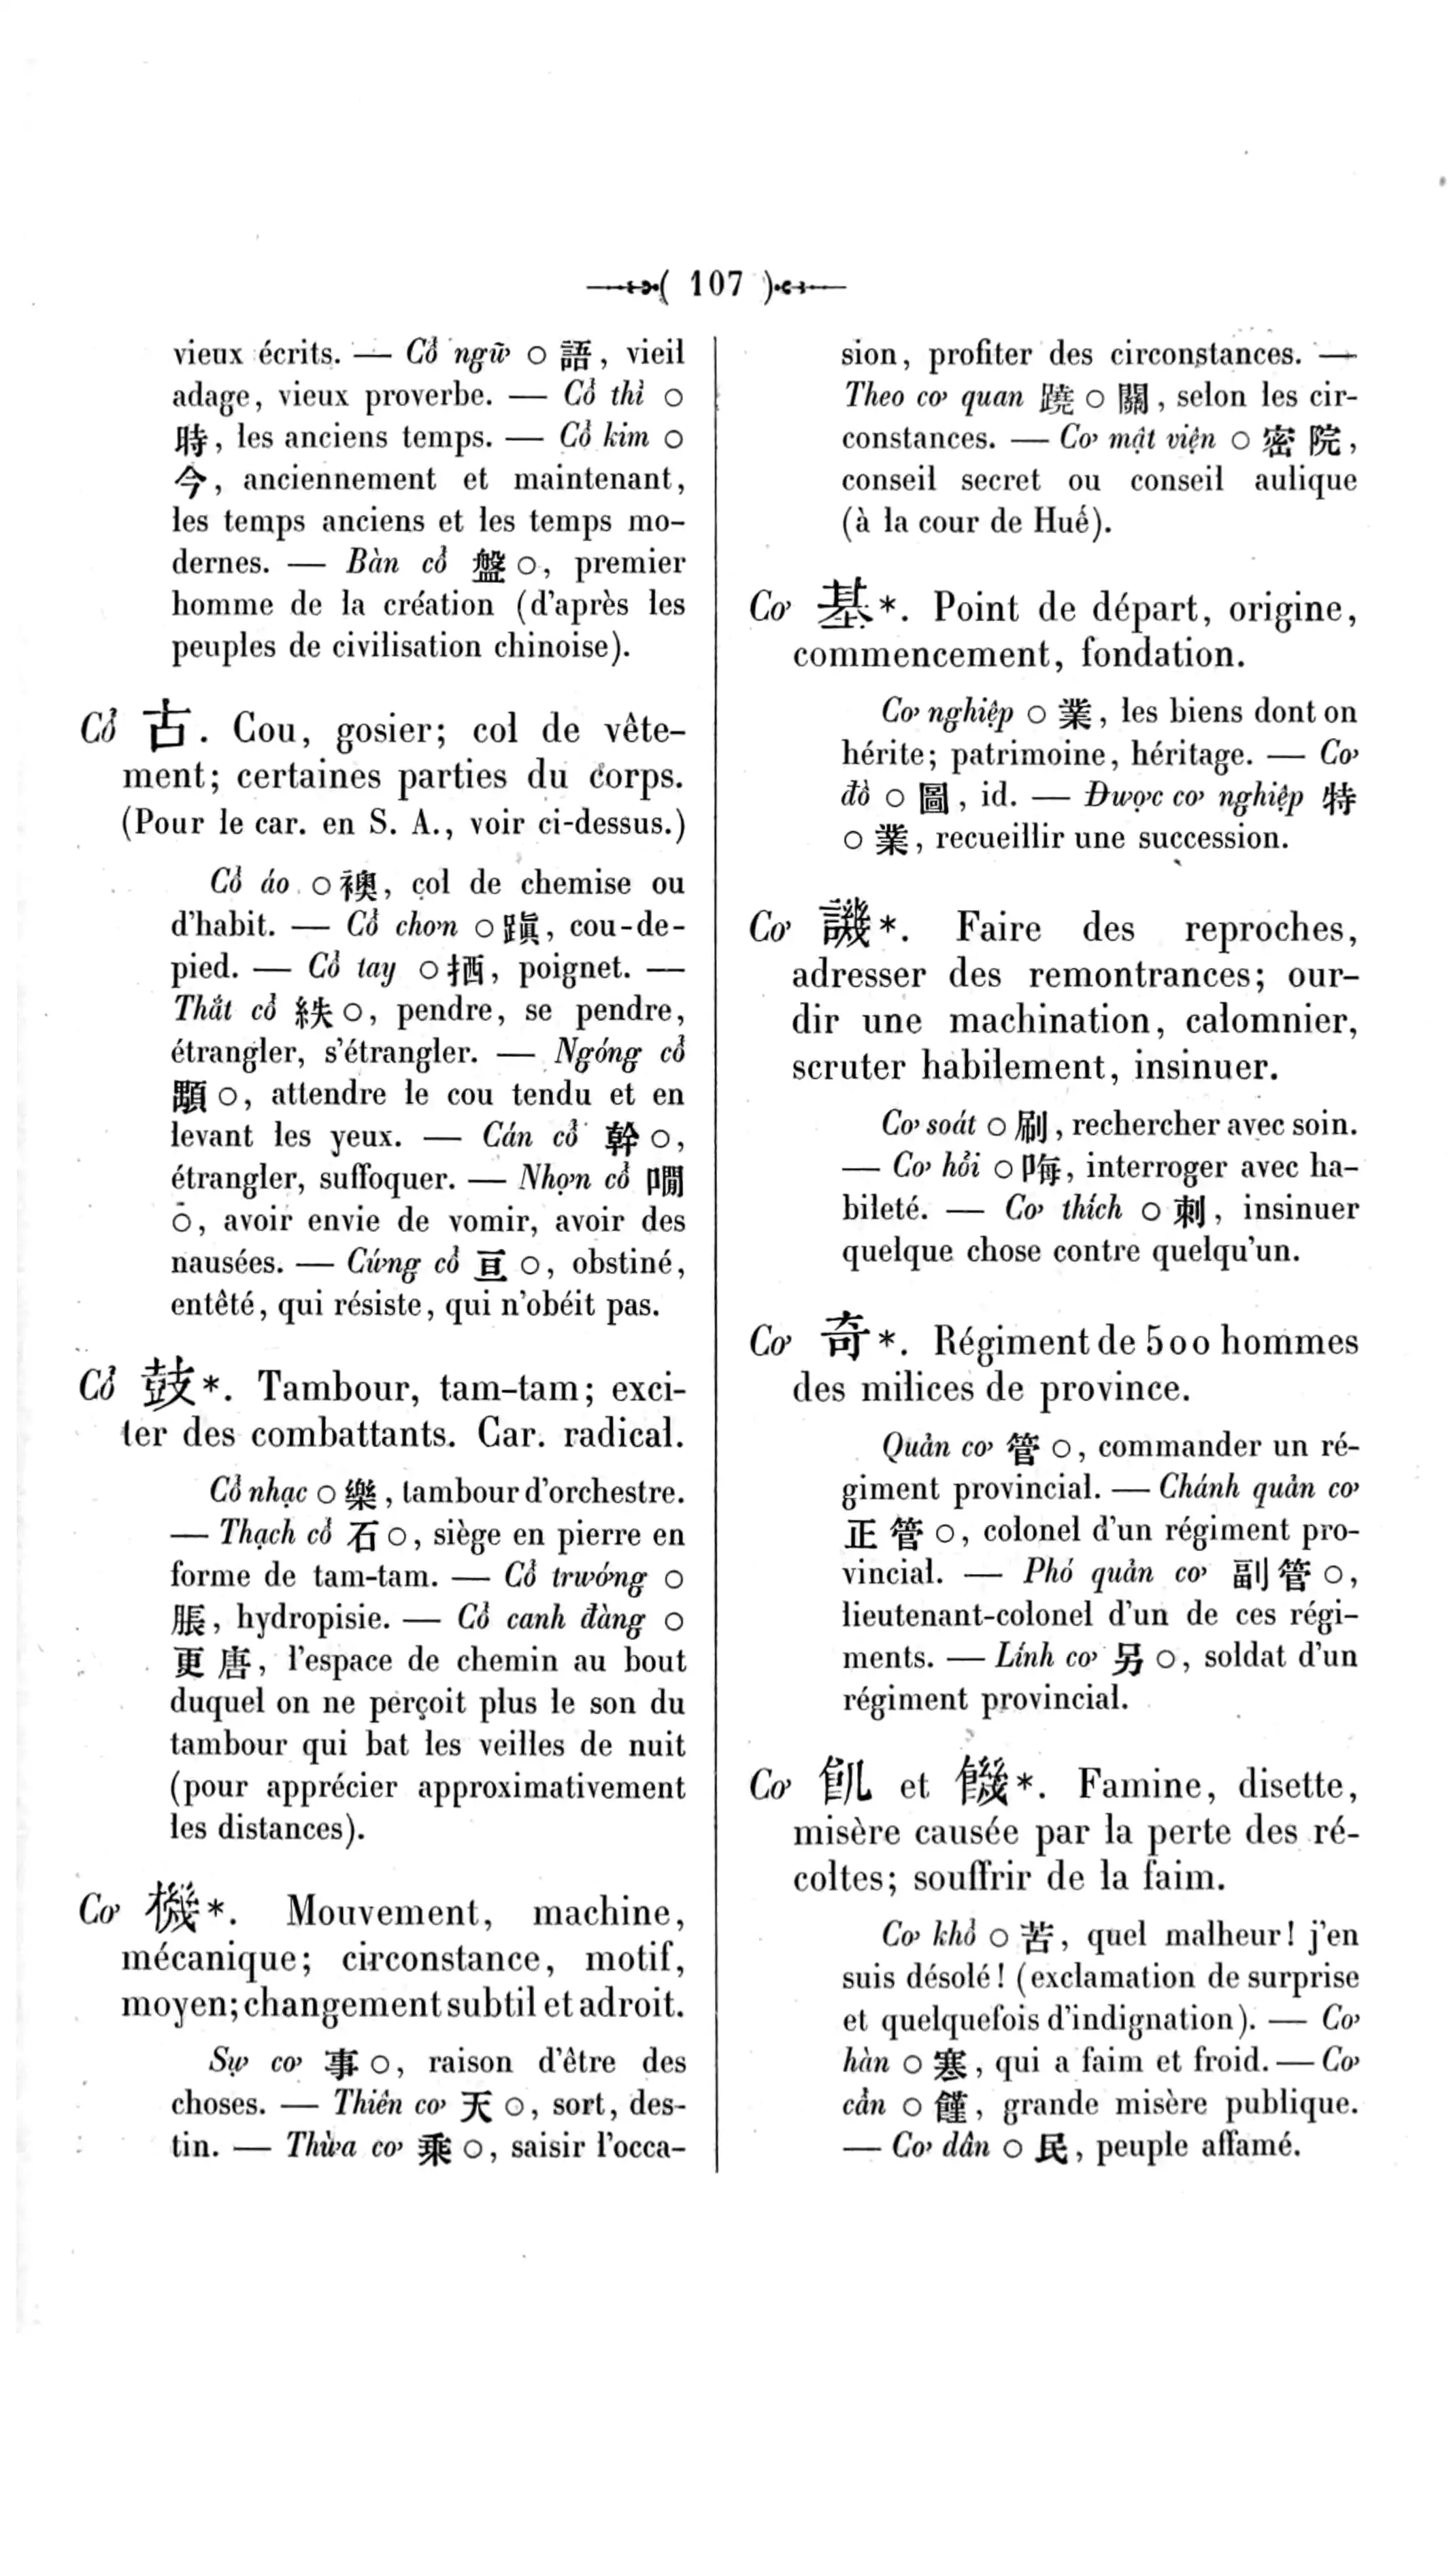 ( 107 )
vieux écrits. — Cổ ngữ ○ 語, vieil
adage, vieux proverbe. — Cổ thì ○
時, les anciens temps. — Cổ kim ○
今, anciennement et maintenant,
les temps anciens et les temps mo-
dernes. — Bàn cổ 盤 ○, premier
homme de la création (d'après les
peuples de civilisation chinoise).
Cổ 古. Cou, gosier; col de vête-
ment; certaines parties du corps.
(Pour le car. en S. A., voir ci-dessus.)
Cổ áo ○ 襖, col de chemise ou
d'habit. — Cổ chơn ○ 蹎, cou-de-
pied. — Cổ tay ○ 拪, poignet. —
Thắt cổ 紩 ○, pendre, se pendre,
étrangler, s'étrangler. — Ngóng cổ
顒 ○, attendre le cou tendu et en
levant les yeux. — Cán cổ 幹 ○,
étrangler, suffoquer. — Nhợn cổ
○, avoir envie de vomir, avoir des
nausées. — Cứng cổ 亘 ○, obstiné,
entêté, qui résiste, qui n'obéit pas.
Cổ 鼓*. Tambour, tam-tam; exci-
ter des combattants. Car. radical.
Cổ nhạc ○ 樂, tambour d'orchestre.
— Thạch cổ 石 ○, siège en pierre en
forme de tam-tam. — Cổ trướng ○
脹, hydropisie. — Cổ canh đàng ○
更 唐, l'espace de chemin au bout
duquel on ne perçoit plus le son du
tambour qui bat les veilles de nuit
(pour apprécier approximativement
les distances).
Cơ 機*. Mouvement, machine,
mécanique; circonstance, motif,
moyen; changement subtil et adroit.
Sự cơ 事 ○, raison d'être des
choses. — Thiên cơ 天 ○, sort, des-
tin. — Thừa cơ 乘 ○, saisir l'occa-
sion, profiter des circonstances. —
Theo cơ quan 蹺 ○ 關, selon les cir-
constances. — Cơ mật viện ○ 密 院,
conseil secret ou conseil aulique
(à la cour de Huế).
Cơ 基*. Point de départ, origine,
commencement, fondation.
Cơ nghiệp ○ 業, les biens dont on
hérite; patrimoine, héritage. — Cơ
đồ ○ 圖, id. — Được cơ nghiệp 特
○ 業, recueillir une succession.
Cơ 譏*. Faire des reproches,
adresser des remontrances; our-
dir une machination, calomnier,
scruter habilement, insinuer.
Cơ soát ○ 刷, rechercher avec soin.
— Cơ hỏi ○ 晦, interroger avec ha-
bileté. — Cơ thích ○ 刺, insinuer
quelque chose contre quelqu'un.
Cơ 奇*. Régiment de 500 hommes
des milices de province.
Quản cơ 管 ○, commander un ré-
giment provincial. — Chánh quản cơ
正 管 ○, colonel d'un régiment pro-
vincial. — Phó quản cơ 副 管 ○,
lieutenant-colonel d'un de ces régi-
ments. — Lính cơ 另 ○, soldat d'un
régiment provincial.
Cơ 飢 et 饑*. Famine, disette,
misère causée par la perte des ré-
coltes; souffrir de la faim.
Cơ khổ ○ 苦, quel malheur! j'en
suis désolé! (exclamation de surprise
et quelquefois d'indignation). — Cơ
hàn ○ 寒, qui a faim et froid. — Cơ
cẩn ○ 饉, grande misère publique.
— Cơ dân ○ 民, peuple affamé.